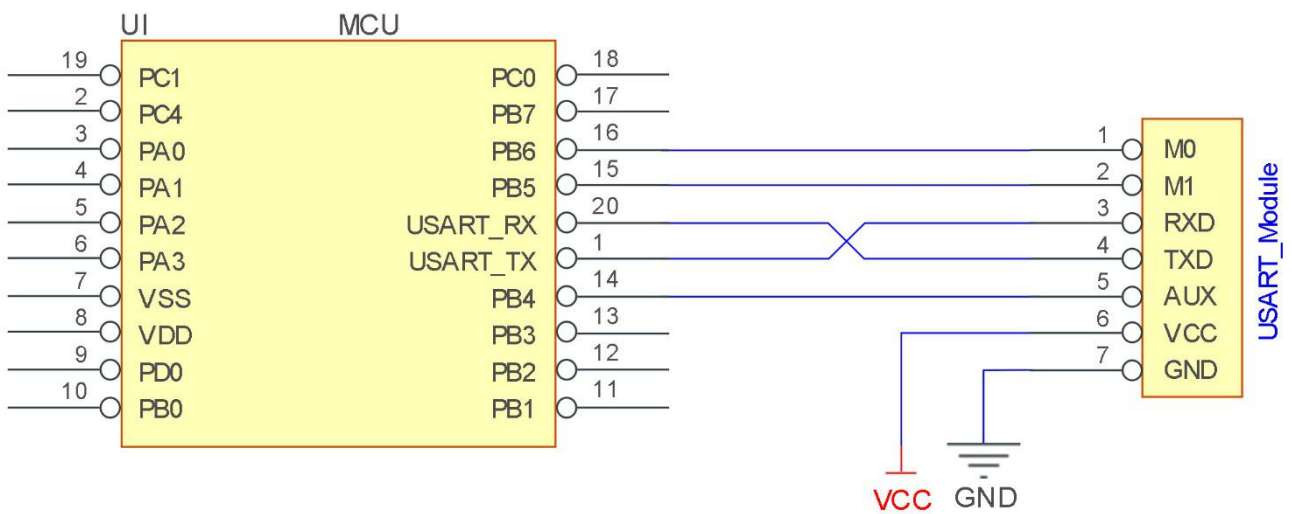 UI MCU
19 PC1 PC0 18
2 PC4 PB7 17
3 PA0 PB6 16 1 M0
4 PA1 PB5 15 2 M1
5 PA2 USART_RX 20 3 RXD
6 PA3 USART_TX 1 4 TXD
7 VSS PB4 14 5 AUX
8 VDD PB3 13 6 VCC
9 PD0 PB2 12 7 GND
10 PB0 PB1 11
USART_Module
VCC GND